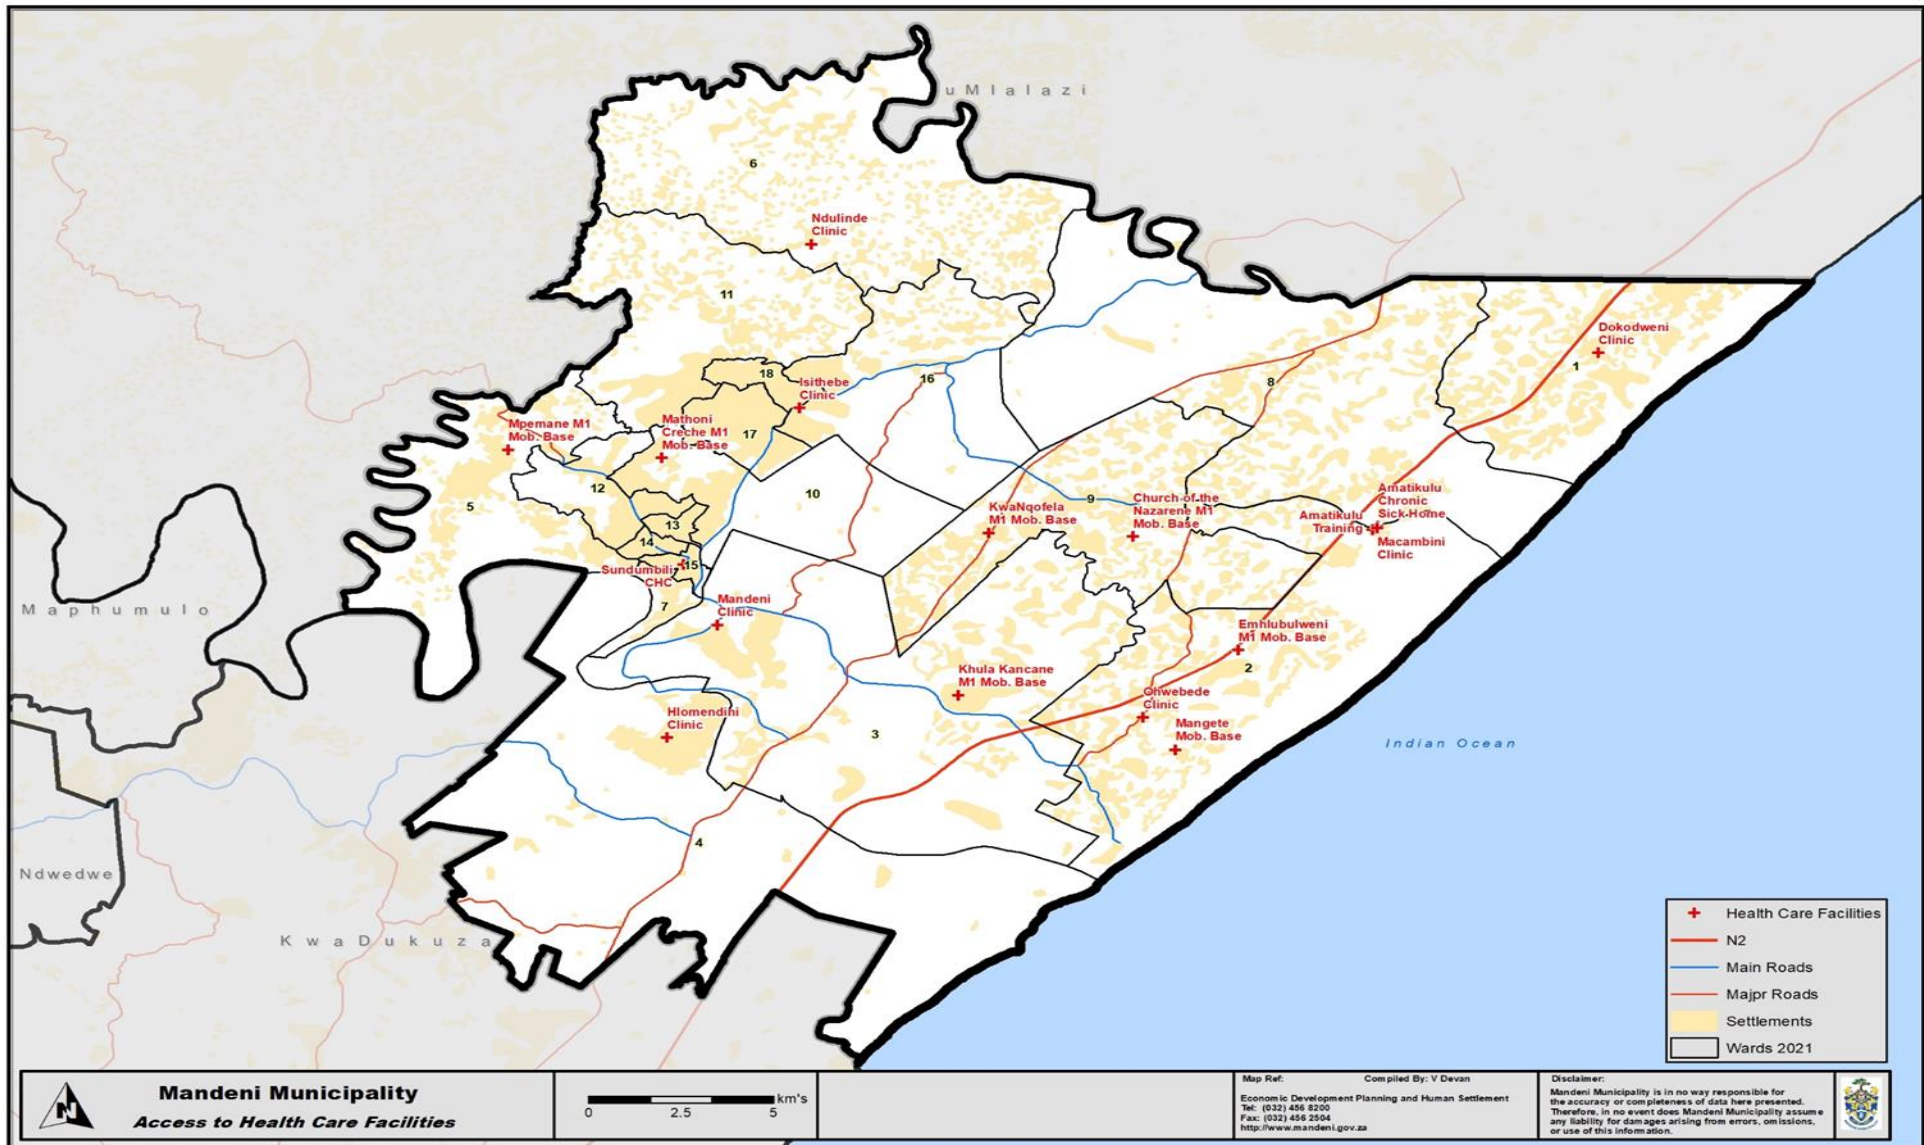 uMlalazi
6
Ndulinde
Clinic
11
Dokodweni
Clinic
1
18
Isithebe
Clinic
16
8
Mpemane M1
Mob. Base
Mathoni
Creche M1
Mob. Base
17
5
12
10
9
KwaNqofela
M1 Mob. Base
Church of the
Nazarene M1
Mob. Base
Amatikulu
Chronic
Sick Home
Amatikulu
Training
Macambini
Clinic
13
14
Sundumbili
CHC
15
7
Mandeni
Clinic
Maphumulo
Emhlubulweni
M1 Mob. Base
2
Khula Kancane
M1 Mob. Base
Ohwebede
Clinic
Mangete
Mob. Base
Hlomendini
Clinic
3
Indian Ocean
4
Ndwedwe
KwaDukuza
Health Care Facilities
N2
Main Roads
Majpr Roads
Settlements
Wards 2021
N
Mandeni Municipality
Access to Health Care Facilities
km's
0 2.5 5
Map Ref: Compiled By: V Devan
Economic Development Planning and Human Settlement
Tel: (032) 456 8200
Fax: (032) 456 2504
http://www.mandeni.gov.za
Disclaimer:
Mandeni Municipality is in no way responsible for
the accuracy or completeness of data here presented.
Therefore, in no event does Mandeni Municipality assume
any liability for damages arising from errors, omissions,
or use of this information.